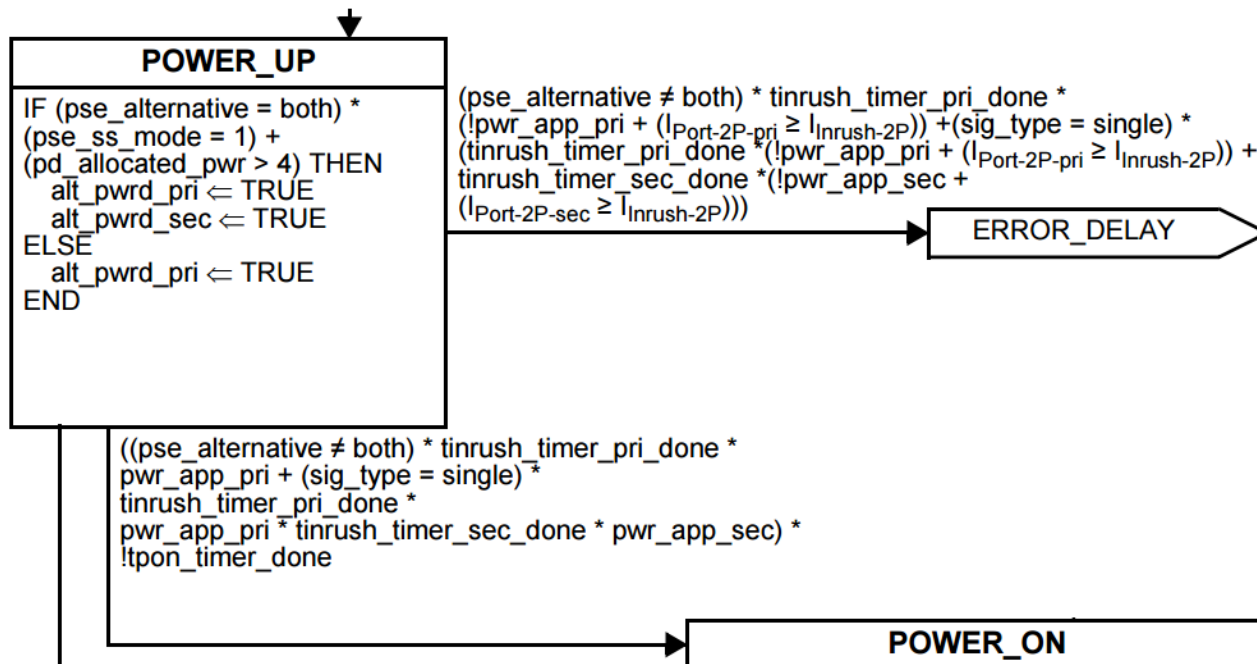 POWER_UP
IF (pse_alternative = both) *
(pse_ss_mode = 1) +
(pd_allocated_pwr > 4) THEN
alt_pwrd_pri ⇐ TRUE
alt_pwrd_sec ⇐ TRUE
ELSE
alt_pwrd_pri ⇐ TRUE
END
(pse_alternative ≠ both) * tinrush_timer_pri_done *
(!pwr_app_pri + (IPort-2P-pri ≥ IInrush-2P)) +(sig_type = single) *
(tinrush_timer_pri_done *(!pwr_app_pri + (IPort-2P-pri ≥ IInrush-2P)) +
tinrush_timer_sec_done *(!pwr_app_sec +
(IPort-2P-sec ≥ IInrush-2P)))
ERROR_DELAY
((pse_alternative ≠ both) * tinrush_timer_pri_done *
pwr_app_pri + (sig_type = single) *
tinrush_timer_pri_done *
pwr_app_pri * tinrush_timer_sec_done * pwr_app_sec) *
!tpon_timer_done
POWER_ON